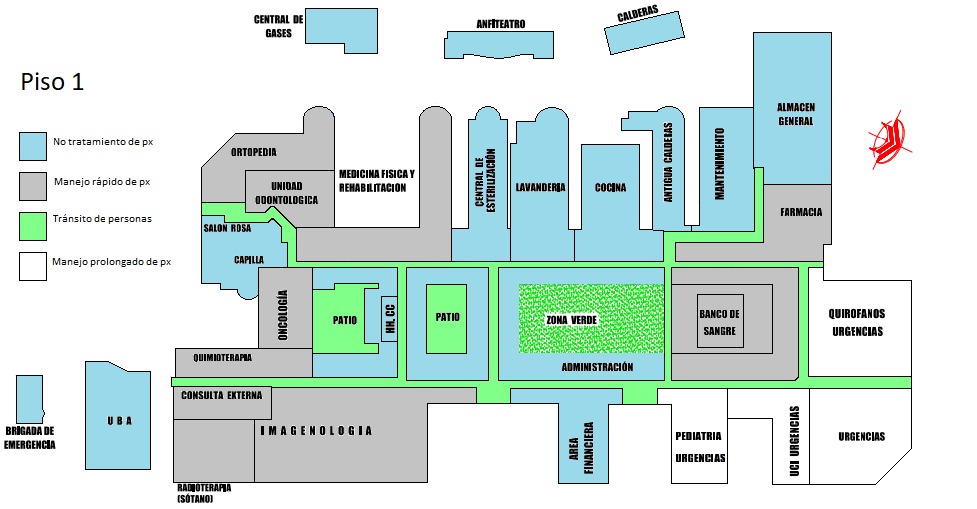 CENTRAL DE
GASES
ANFITEATRO
CALDERAS
Piso 1
No tratamiento de px
Manejo rápido de px
Tránsito de personas
Manejo prolongado de px
ALMACEN
GENERAL
ORTOPEDIA
UNIDAD
ODONTOLOGICA
MEDICINA FISICA Y
REHABILITACION
CENTRAL DE
ESTERILIZACIÓN
LAVANDERIA
COCINA
ANTIGUA CALDERAS
MANTENIMIENTO
FARMACIA
SALON ROSA
CAPILLA
ONCOLOGÍA
PATIO
HH, CC
PATIO
ZONA VERDE
BANCO DE
SANGRE
QUIROFANOS
URGENCIAS
QUIMIOTERAPIA
ADMINISTRACIÓN
CONSULTA EXTERNA
IMAGENOLOGIA
AREA
FINANCIERA
PEDIATRIA
URGENCIAS
UCI URGENCIAS
URGENCIAS
UBA
BRIGADA DE
EMERGENCIA
RADIOTERAPIA
(SÓTANO)